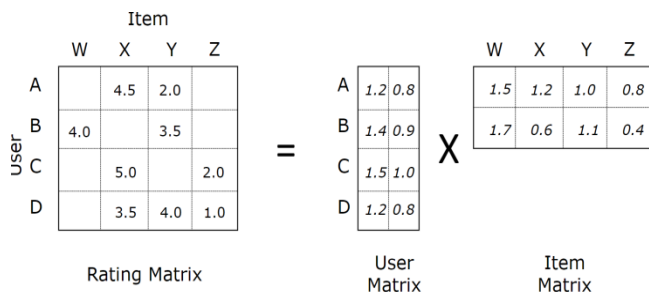 Item
W X Y Z W X Y Z
A 4.5 2.0 A 1.2 0.8 1.5 1.2 1.0 0.8
B 4.0 3.5 B 1.4 0.9 1.7 0.6 1.1 0.4
User
= X
C 5.0 2.0 C 1.5 1.0
D 3.5 4.0 1.0 D 1.2 0.8
Rating Matrix
User
Matrix
Item
Matrix